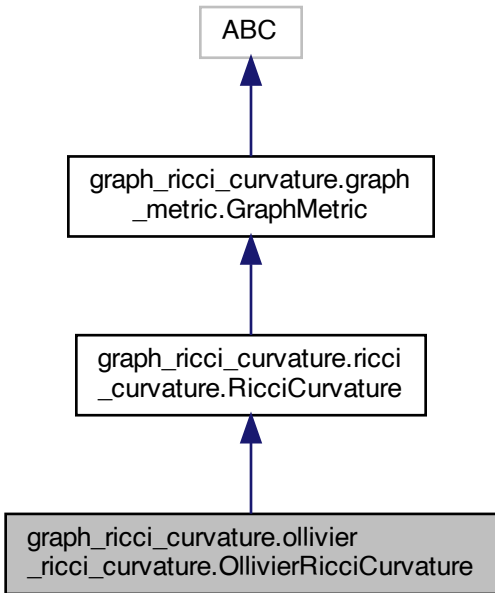 ABC
graph_ricci_curvature.graph
_metric.GraphMetric
graph_ricci_curvature.ricci
_curvature.RicciCurvature
graph_ricci_curvature.ollivier
_ricci_curvature.OllivierRicciCurvature